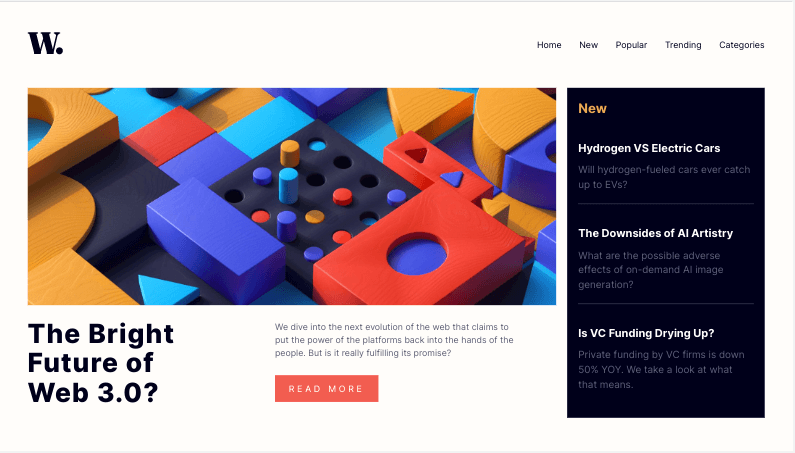 W.
Home New Popular Trending Categories
The Bright
Future of
Web 3.0?
We dive into the next evolution of the web that claims to
put the power of the platforms back into the hands of the
people. But is it really fulfilling its promise?
READ MORE
New
Hydrogen VS Electric Cars
Will hydrogen-fueled cars ever catch
up to EVs?
The Downsides of AI Artistry
What are the possible adverse
effects of on-demand AI image
generation?
Is VC Funding Drying Up?
Private funding by VC firms is down
50% YOY. We take a look at what
that means.